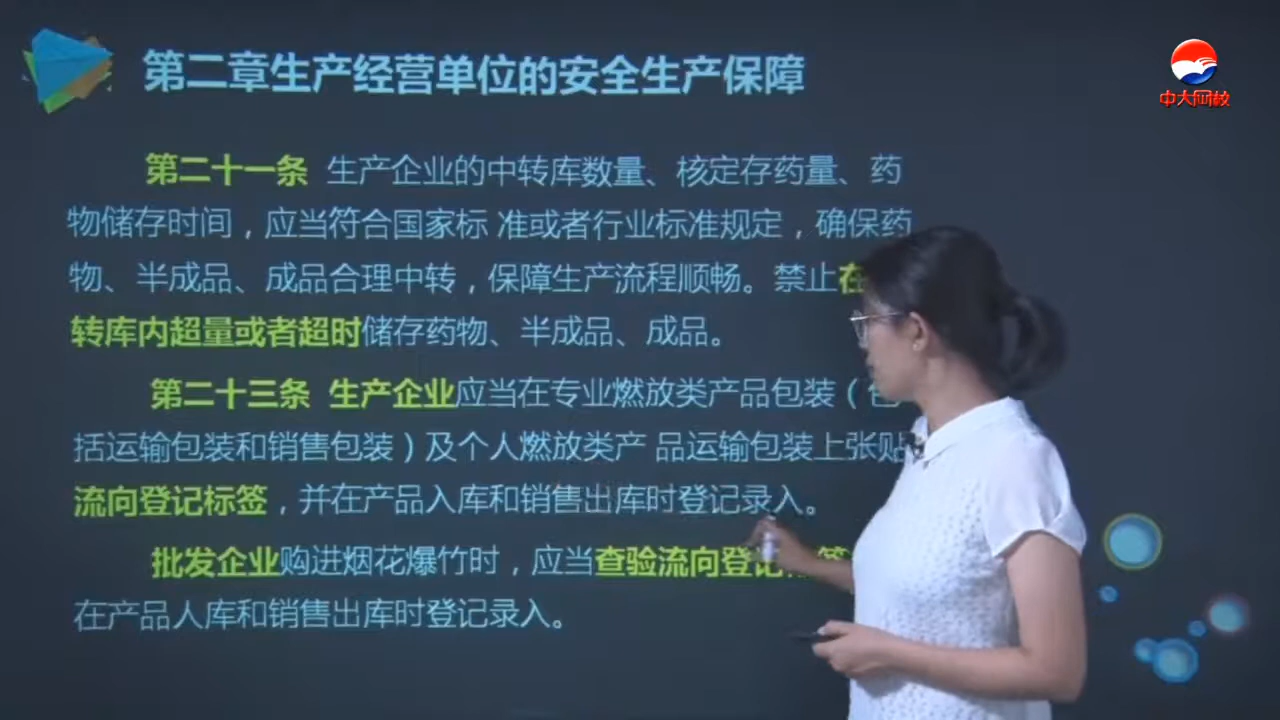 第二章生产经营单位的安全生产保障
中大网校
第二十一条 生产企业的中转库数量、核定存药量、药
物储存时间，应当符合国家标 准或者行业标准规定，确保药
物、半成品、成品合理中转，保障生产流程顺畅。禁止在
转库内超量或者超时储存药物、半成品、成品。
第二十三条 生产企业应当在专业燃放类产品包装（包
括运输包装和销售包装）及个人燃放类产 品运输包装上张贴
流向登记标签，并在产品入库和销售出库时登记录入。
批发企业购进烟花爆竹时，应当查验流向登记标签
在产品人库和销售出库时登记录入。